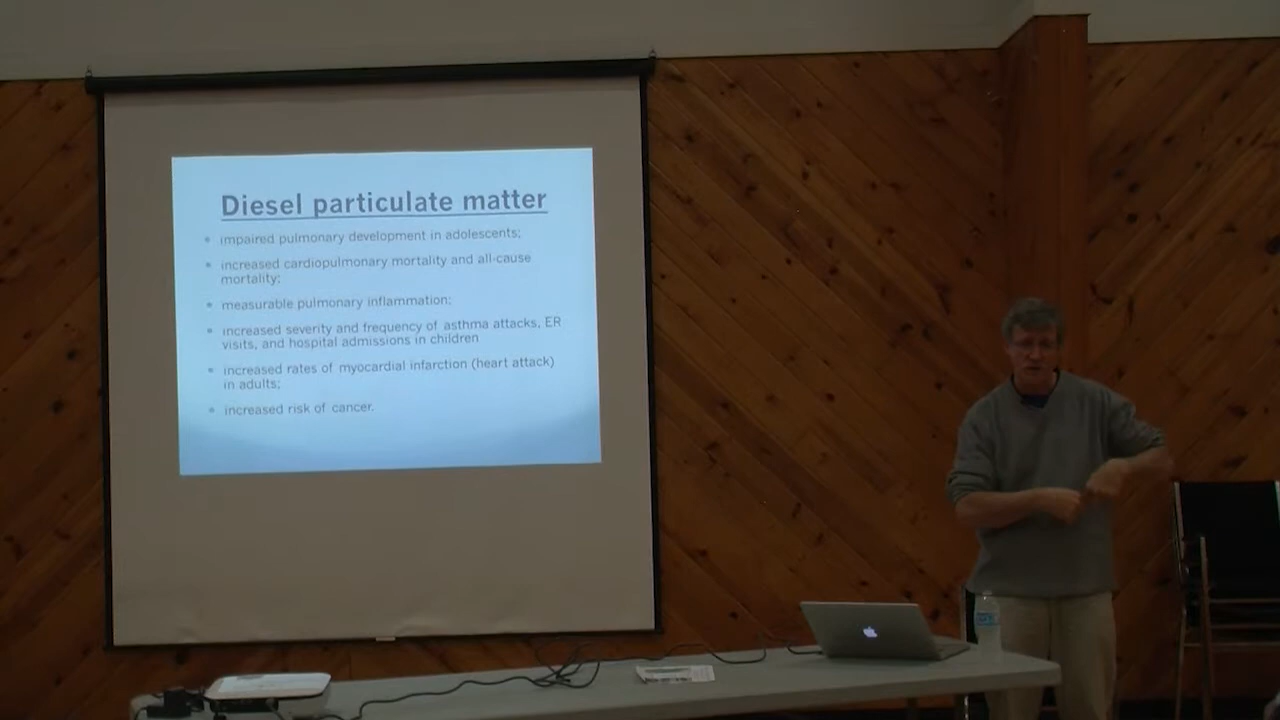 Diesel particulate matter
• impaired pulmonary development in adolescents;
• increased cardiopulmonary mortality and all-cause
mortality;
• measurable pulmonary inflammation;
• increased severity and frequency of asthma attacks, ER
visits, and hospital admissions in children
• increased rates of myocardial infarction (heart attack)
in adults;
• increased risk of cancer.